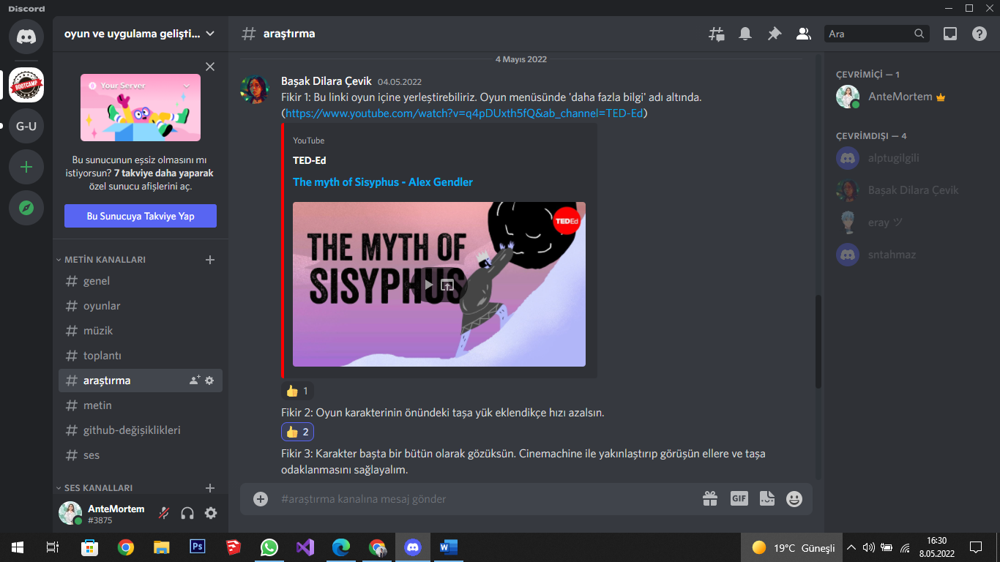 Discord
oyun ve uygulama gelişti...
araştırma
Ara
BOOTCAMP
G-U
Your Server
Bu sunucunun eşsiz olmasını mı
istiyorsun? 7 takviye daha yaparak
özel sunucu afişlerini aç.
Bu Sunucuya Takviye Yap
METİN KANALLARI
genel
oyunlar
müzik
toplantı
araştırma
metin
github-değişiklikleri
ses
SES KANALLARI
AnteMortem
#3875
4 Mayıs 2022
Başak Dilara Çevik 04.05.2022
Fikir 1: Bu linki oyun içine yerleştirebiliriz. Oyun menüsünde 'daha fazla bilgi' adı altında.
(https://www.youtube.com/watch?v=q4pDUxth5fQ&ab_channel=TED-Ed)
YouTube
TED-Ed
The myth of Sisyphus - Alex Gendler
TEDEd
THE MYTH OF
SISYPHUS
1
Fikir 2: Oyun karakterinin önündeki taşa yük eklendikçe hızı azalsın.
2
Fikir 3: Karakter başta bir bütün olarak gözüksün. Cinemachine ile yakınlaştırıp görüşün ellere ve taşa
odaklanmasını sağlayalım.
#araştırma kanalına mesaj gönder
GIF
ÇEVRİMİÇİ — 1
AnteMortem
ÇEVRİMDIŞI — 4
alptugilgili
Başak Dilara Çevik
eray ツ
sntahmaz
Ps
19°C Güneşli
16:30
8.05.2022